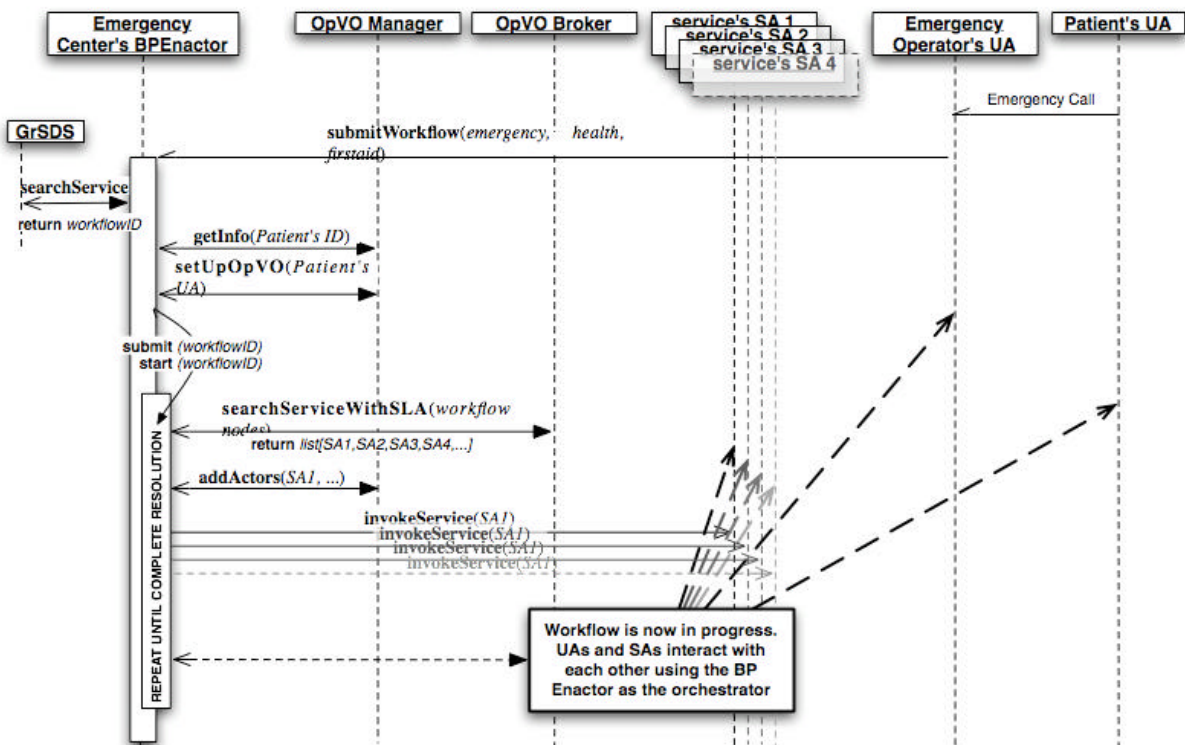 Emergency
Center's BPEnactor
OpVO Manager
OpVO Broker
service's SA 1
service's SA 2
service's SA 3
service's SA 4
Emergency
Operator's UA
Patient's UA
Emergency Call
GrSDS
submitWorkflow(emergency, health,
firstaid)
searchService
return workflowID
getInfo(Patient's ID)
setUpOpVO(Patient's
UA)
submit (workflowID)
start (workflowID)
searchServiceWithSLA(workflow
nodes)
return list[SA1,SA2,SA3,SA4,...]
addActors(SA1, ...)
invokeService(SA1)
invokeService(SA1)
invokeService(SA1)
invokeService(SA1)
REPEAT UNTIL COMPLETE RESOLUTION
Workflow is now in progress.
UAs and SAs interact with
each other using the BP
Enactor as the orchestrator